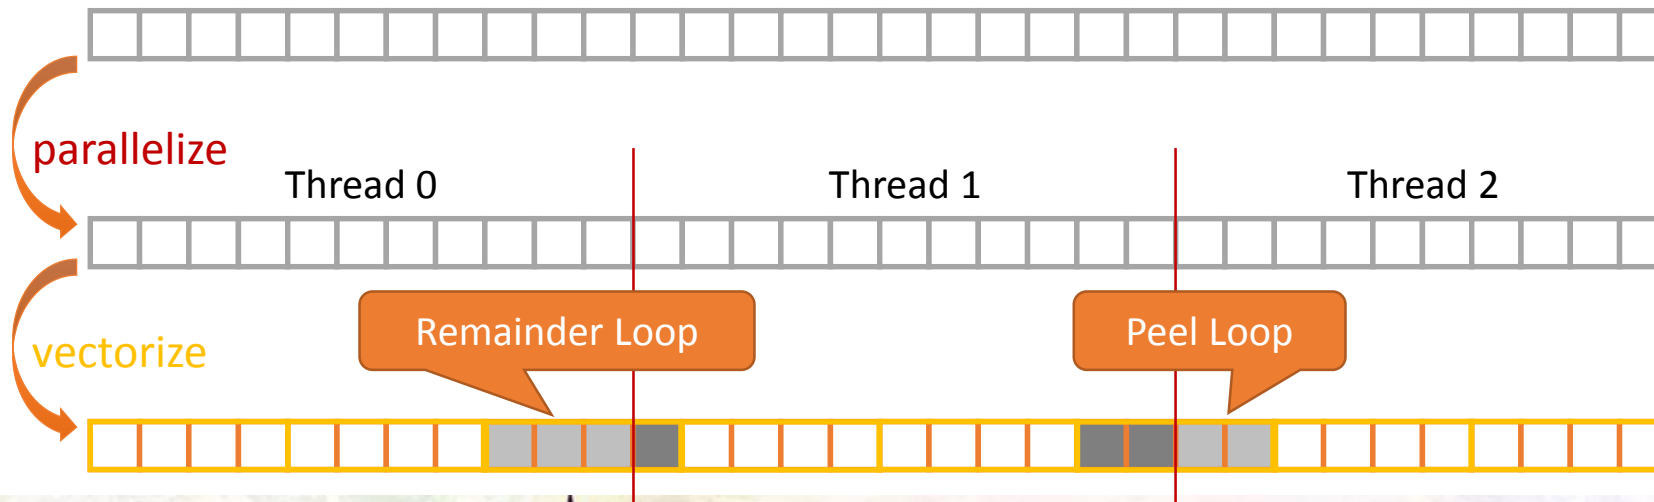 parallelize
Thread 0
Thread 1
Thread 2
Remainder Loop
Peel Loop
vectorize